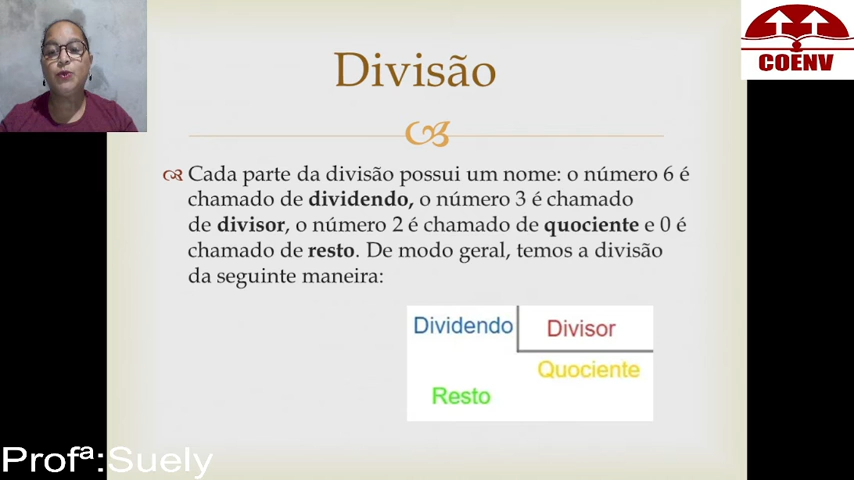 COENV
Divisão
Cada parte da divisão possui um nome: o número 6 é
chamado de dividendo, o número 3 é chamado
de divisor, o número 2 é chamado de quociente e 0 é
chamado de resto. De modo geral, temos a divisão
da seguinte maneira:
Dividendo Divisor
Quociente
Resto
Profª:Suely